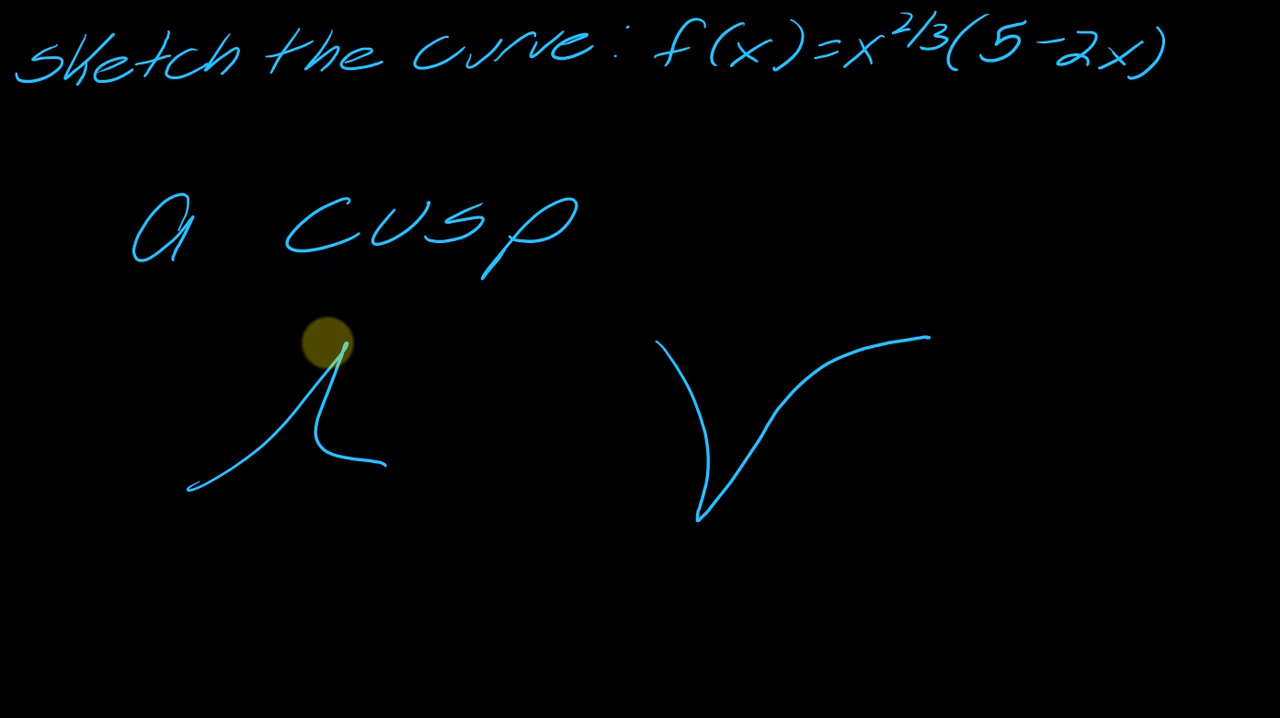 sketch the curve: f(x)=x^2/3(5-2x)
a cusp